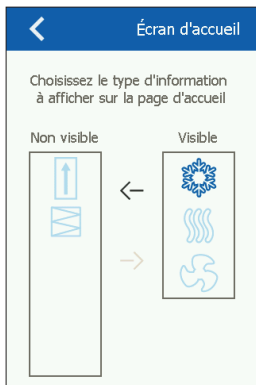 Écran d'accueil
Choisissez le type d'information
à afficher sur la page d'accueil
Non visible
Visible